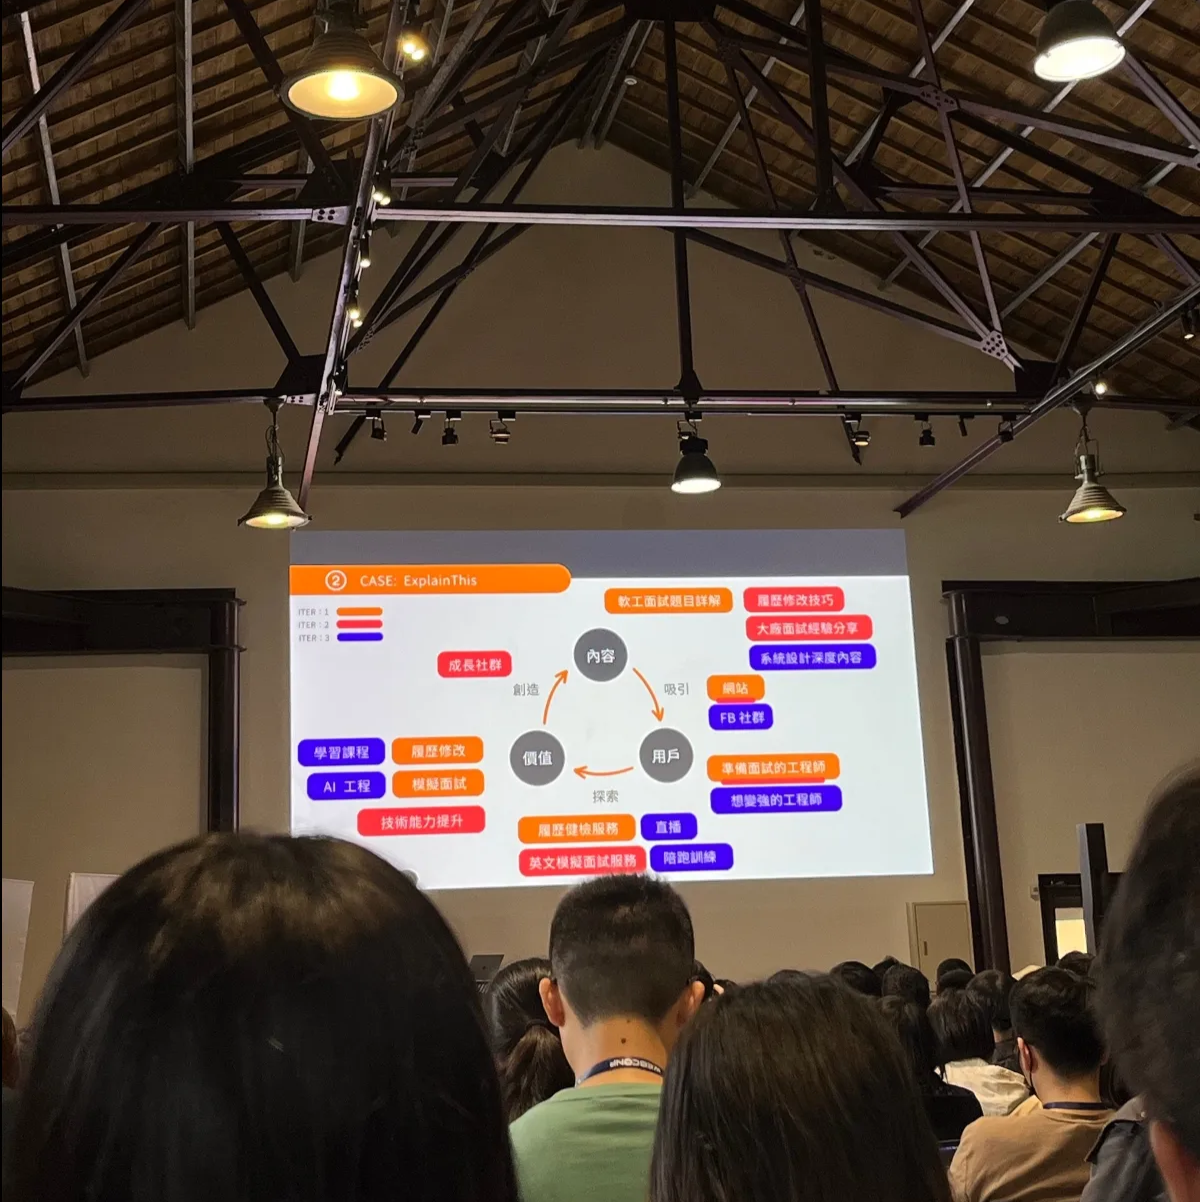 ② CASE: ExplainThis
ITER:1
ITER:2
ITER:3
軟工面試題目詳解
履歷修改技巧
大廠面試經驗分享
系統設計深度內容
內容
成長社群
創造
吸引
網站
FB 社群
價值
用戶
探索
學習課程
履歷修改
AI 工程
模擬面試
技術能力提升
準備面試的工程師
想變強的工程師
履歷健檢服務
直播
英文模擬面試服務
陪跑訓練
WEBCONF